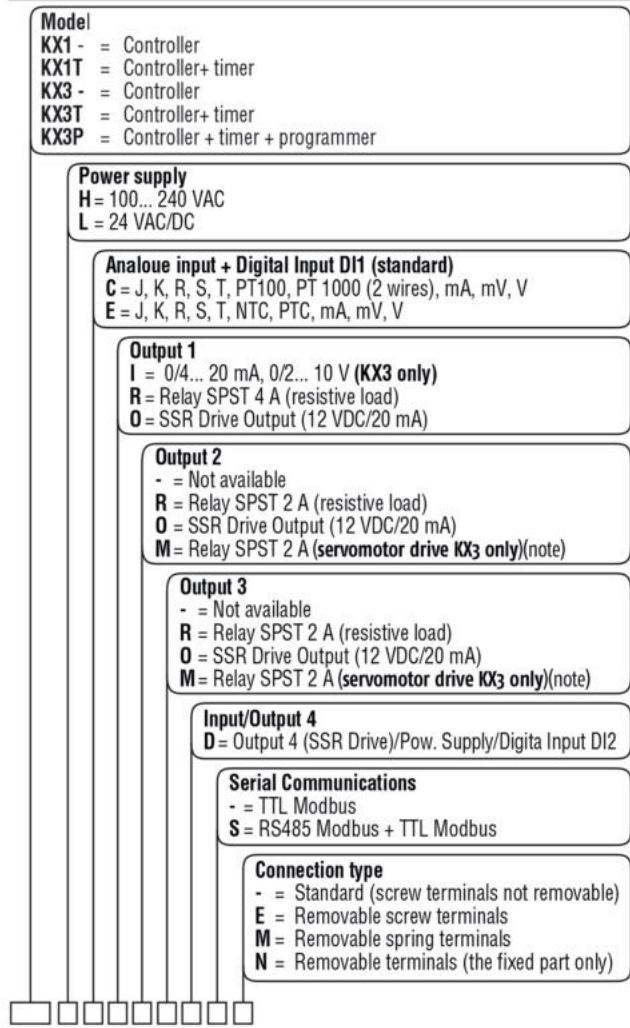 Model
KX1 - = Controller
KX1T = Controller+ timer
KX3 - = Controller
KX3T = Controller+ timer
KX3P = Controller + timer + programmer
Power supply
H = 100... 240 VAC
L = 24 VAC/DC
Analoue input + Digital Input DI1 (standard)
C = J, K, R, S, T, PT100, PT 1000 (2 wires), mA, mV, V
E = J, K, R, S, T, NTC, PTC, mA, mV, V
Output 1
I = 0/4... 20 mA, 0/2... 10 V (KX3 only)
R = Relay SPST 4 A (resistive load)
O = SSR Drive Output (12 VDC/20 mA)
Output 2
- = Not available
R = Relay SPST 2 A (resistive load)
O = SSR Drive Output (12 VDC/20 mA)
M = Relay SPST 2 A (servomotor drive KX3 only)(note)
Output 3
- = Not available
R = Relay SPST 2 A (resistive load)
O = SSR Drive Output (12 VDC/20 mA)
M = Relay SPST 2 A (servomotor drive KX3 only)(note)
Input/Output 4
D = Output 4 (SSR Drive)/Pow. Supply/Digita Input DI2
Serial Communications
- = TTL Modbus
S = RS485 Modbus + TTL Modbus
Connection type
- = Standard (screw terminals not removable)
E = Removable screw terminals
M = Removable spring terminals
N = Removable terminals (the fixed part only)